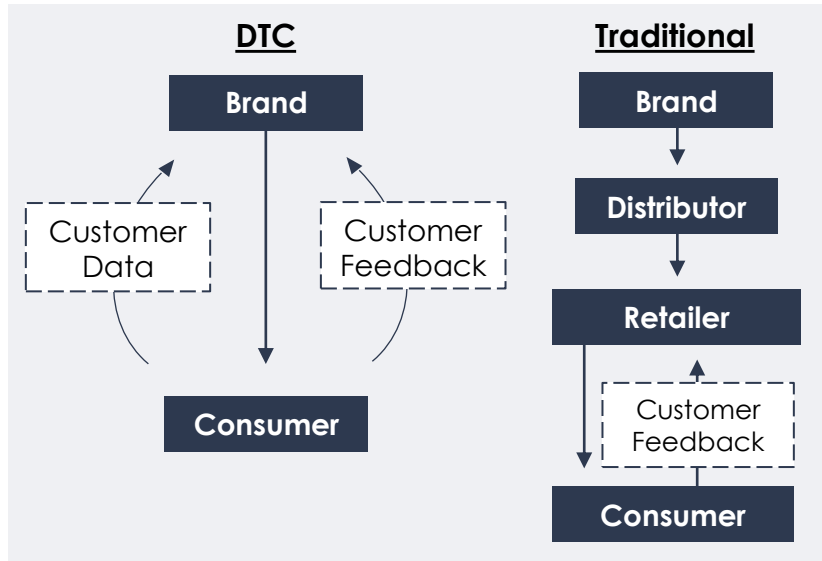 DTC
Brand
Customer
Data
Customer
Feedback
Consumer
Traditional
Brand
Distributor
Retailer
Customer
Feedback
Consumer